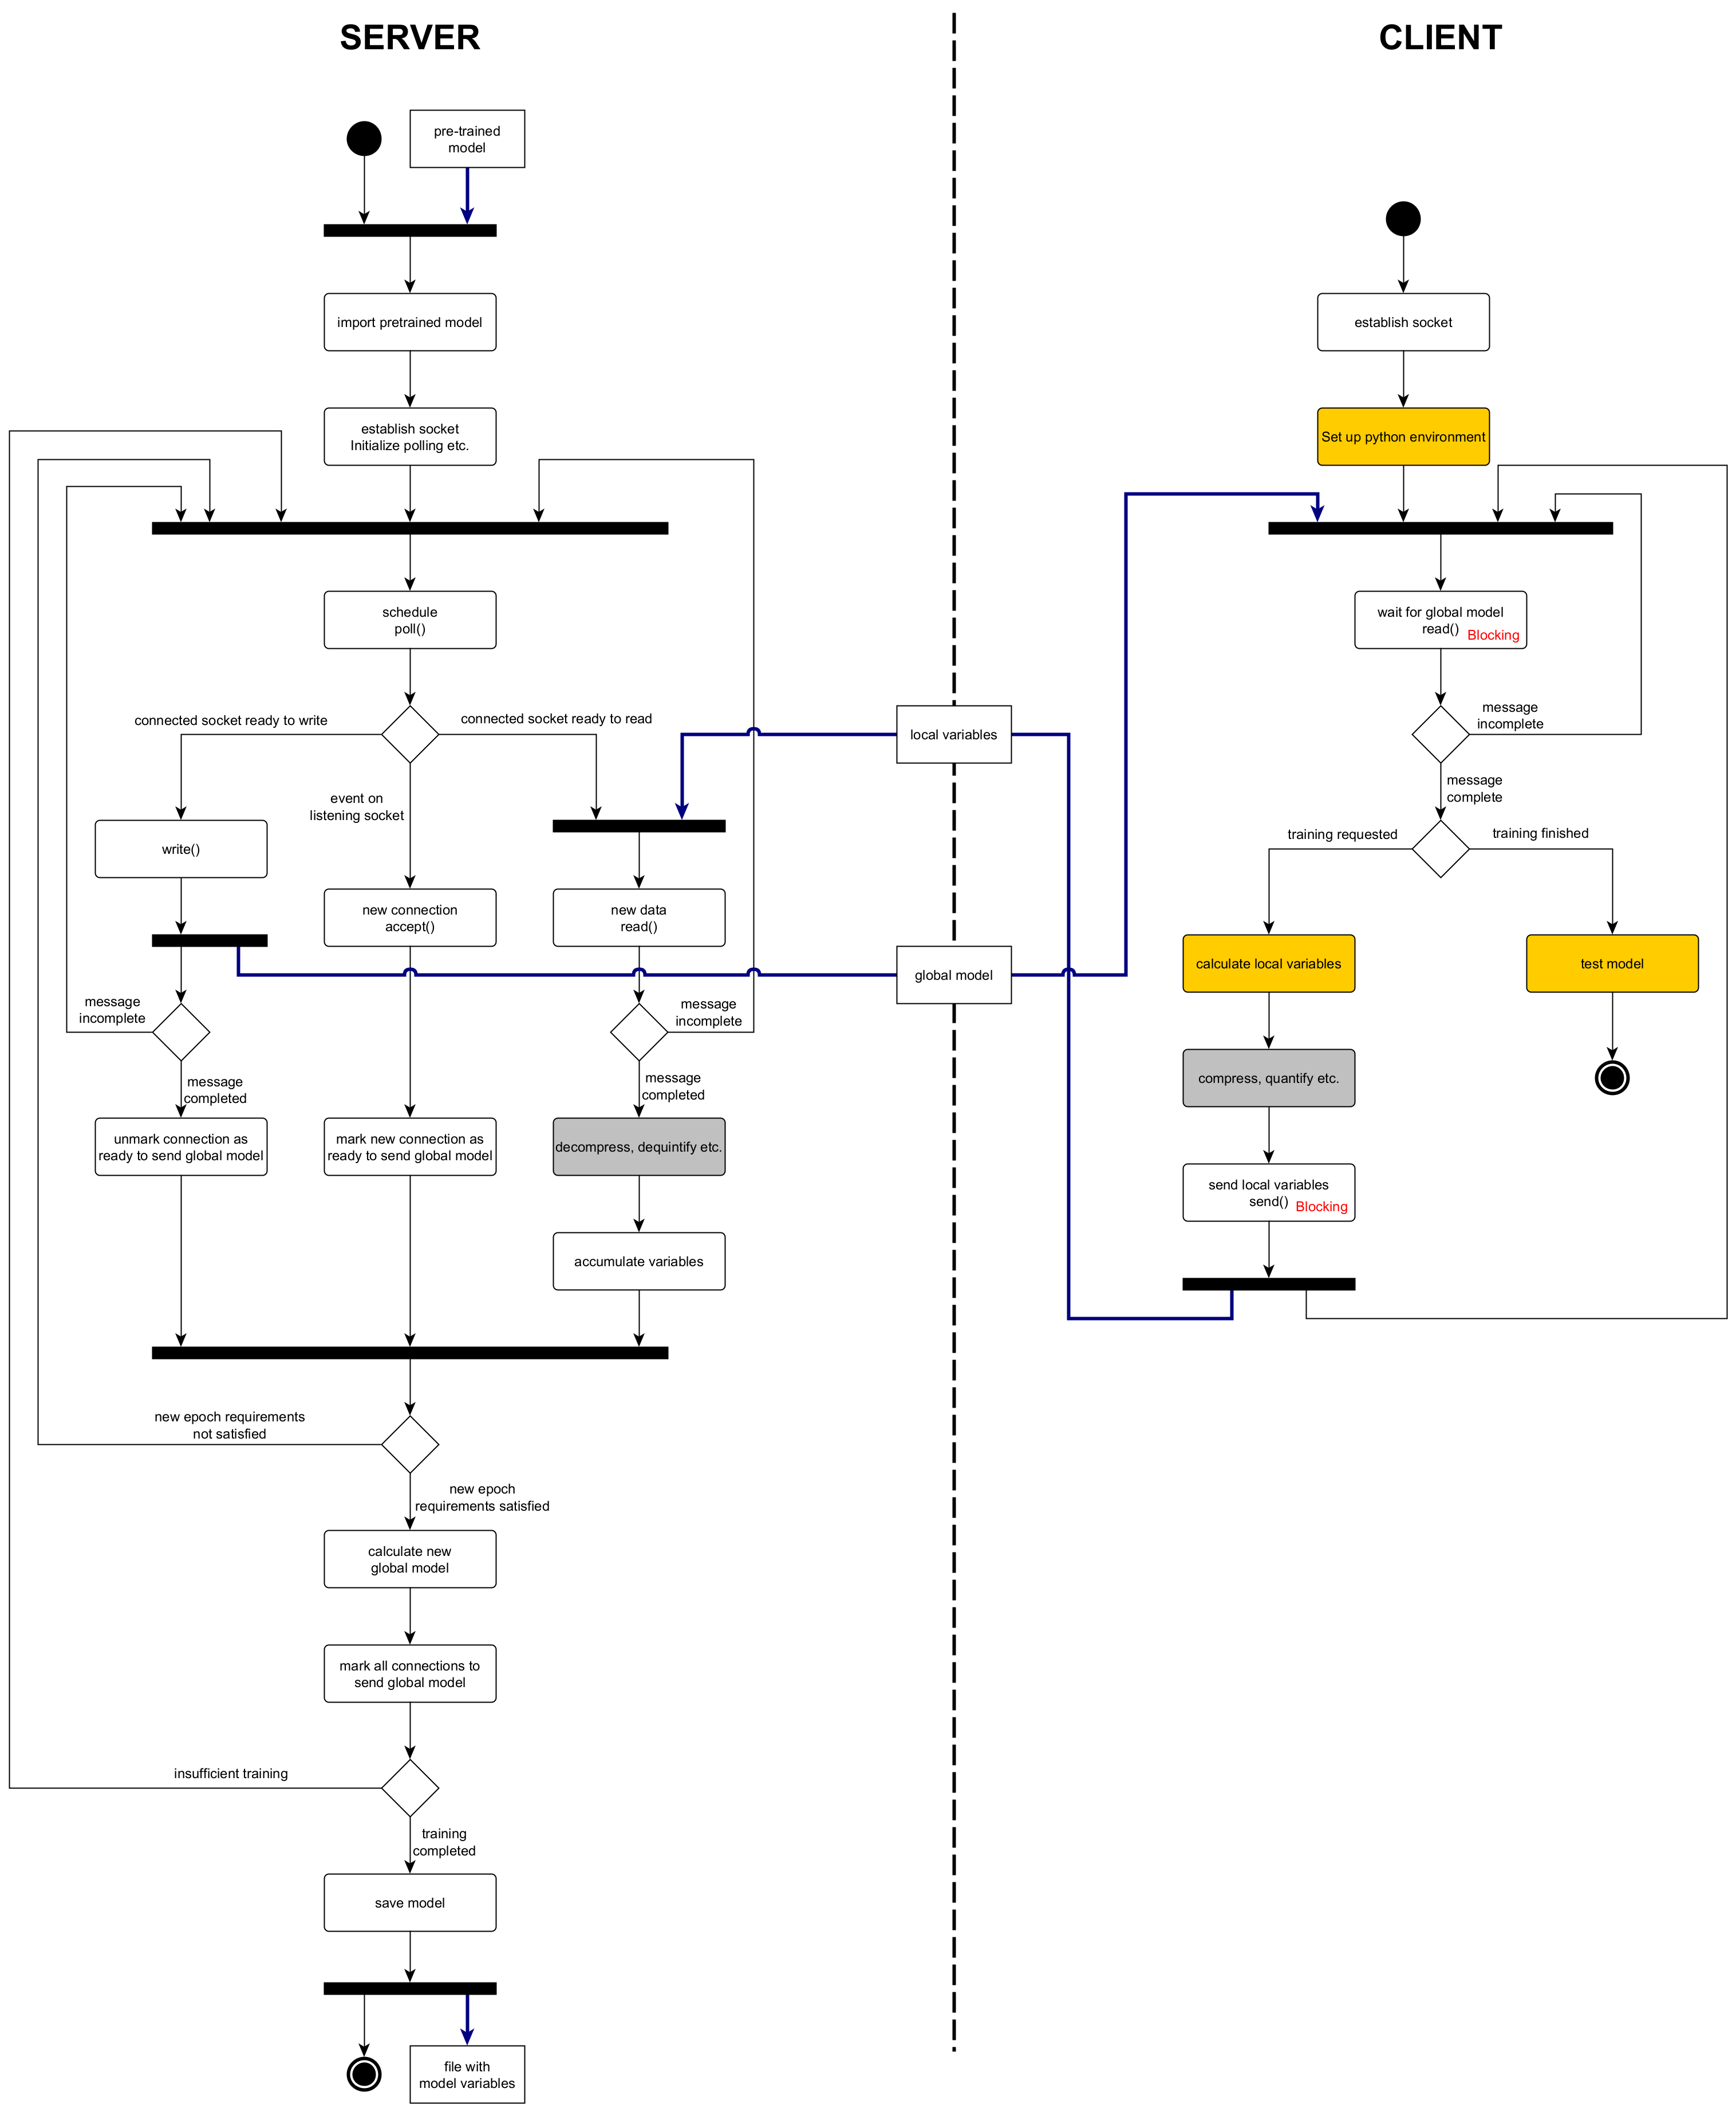 SERVER
CLIENT
pre-trained
model
import pretrained model
establish socket
establish socket
Initialize polling etc.
Set up python environment
schedule
poll()
wait for global model
read()
Blocking
connected socket ready to write
connected socket ready to read
local variables
message
incomplete
event on
listening socket
message
complete
write()
training requested
training finished
new connection
accept()
new data
read()
global model
calculate local variables
test model
message
incomplete
message
incomplete
message
completed
message
completed
compress, quantify etc.
unmark connection as
ready to send global model
mark new connection as
ready to send global model
decompress, dequintify etc.
send local variables
send()
Blocking
accumulate variables
new epoch requirements
not satisfied
new epoch
requirements satisfied
calculate new
global model
mark all connections to
send global model
insufficient training
training
completed
save model
file with
model variables